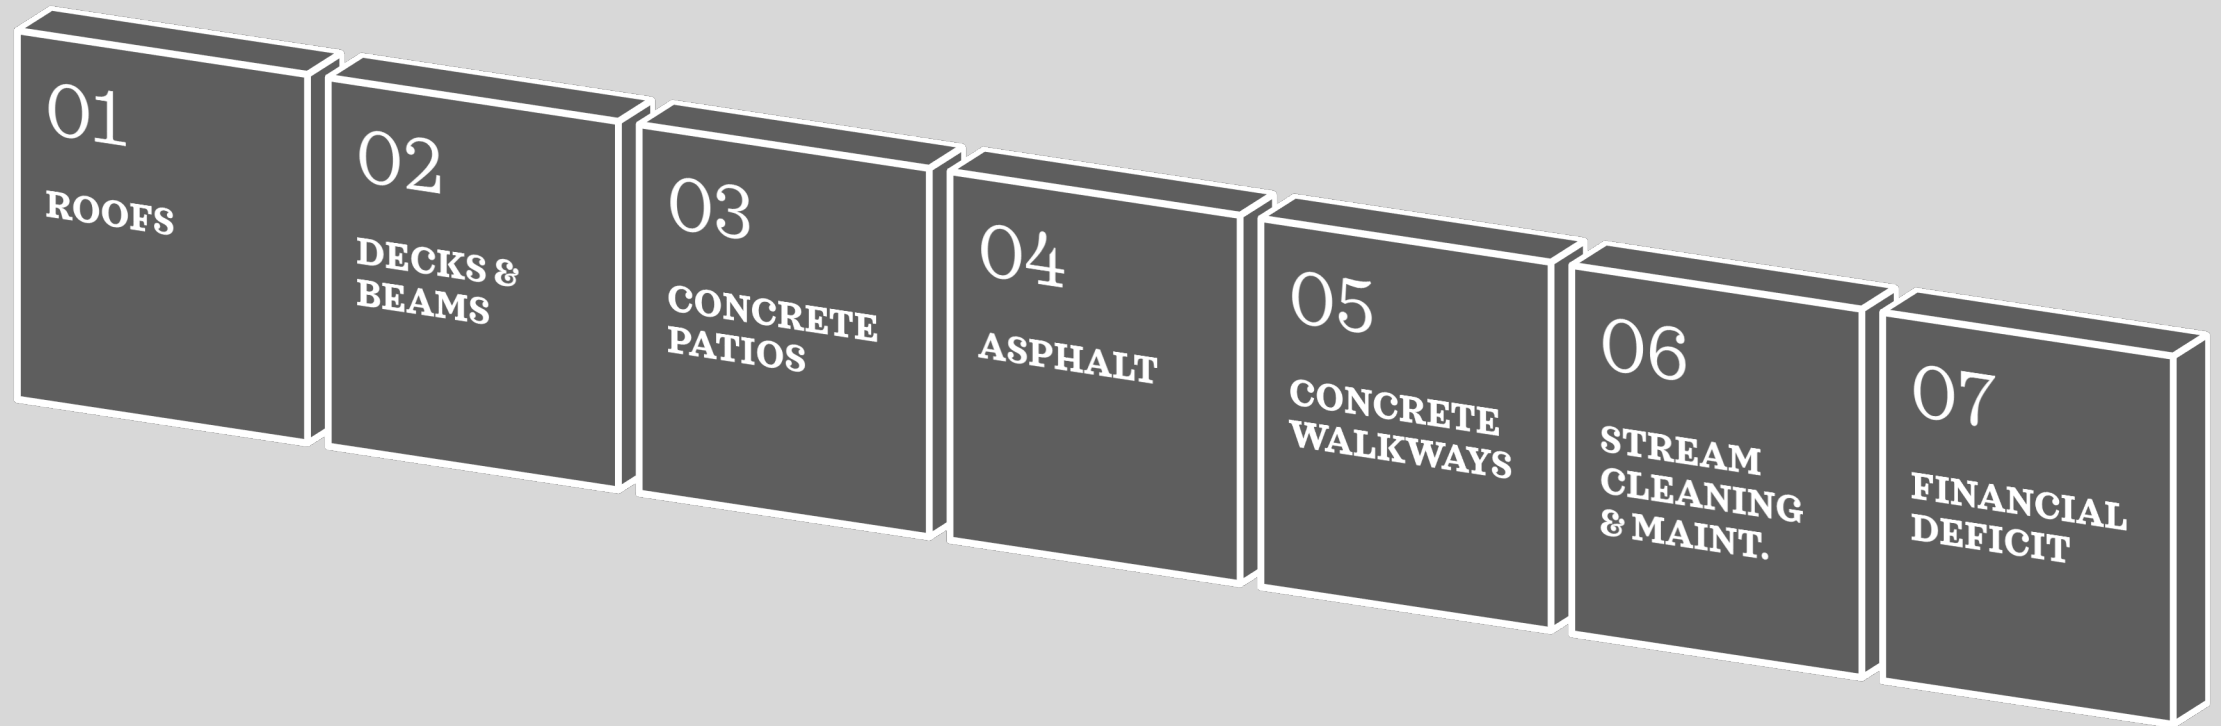 01
ROOFS
02
DECKS &
BEAMS
03
CONCRETE
PATIOS
04
ASPHALT
05
CONCRETE
WALKWAYS
06
STREAM
CLEANING
& MAINT.
07
FINANCIAL
DEFICIT